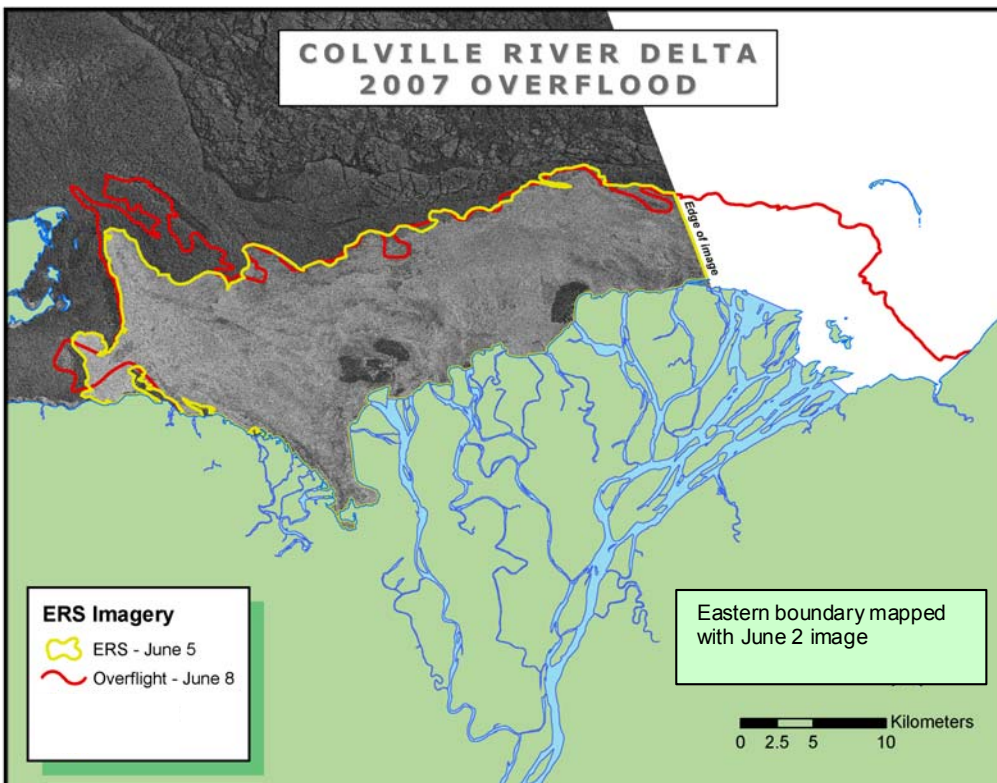 COLVILLE RIVER DELTA
2007 OVERFLOOD
Edge of image
ERS Imagery
ERS - June 5
Overflight - June 8
Eastern boundary mapped
with June 2 image
Kilometers
0 2.5 5 10